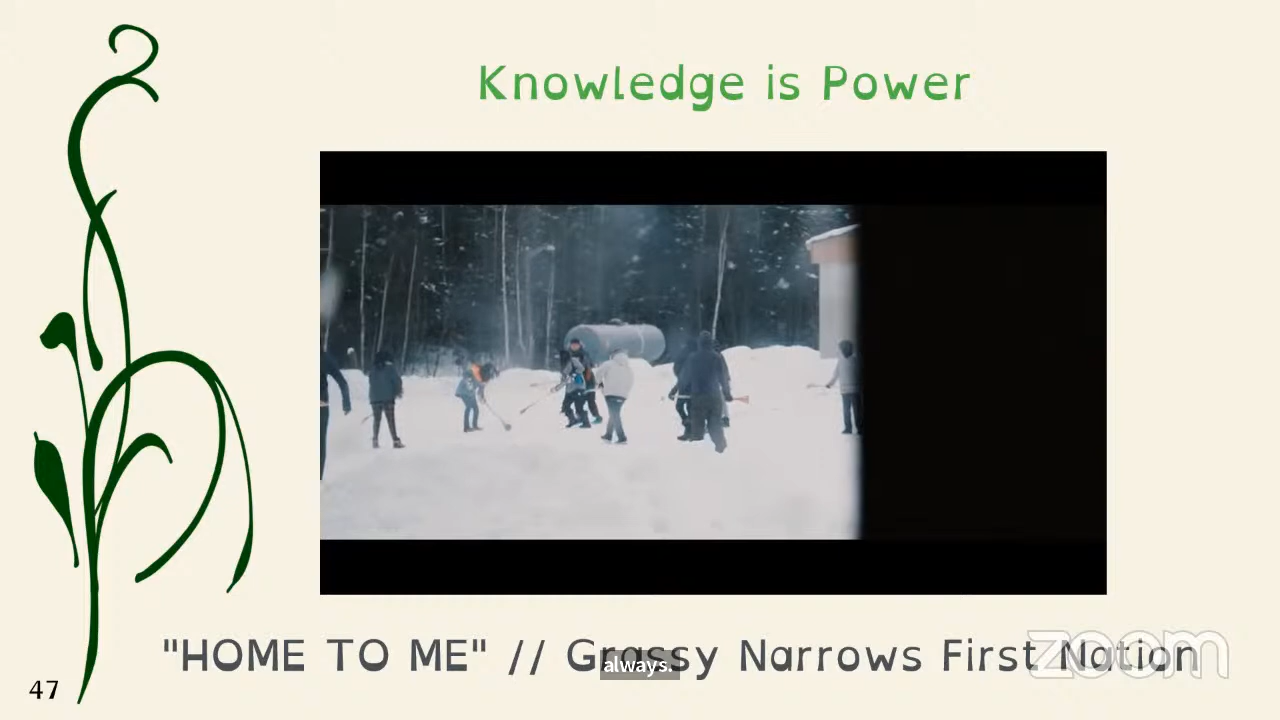 Knowledge is Power
"HOME TO ME" // Grassy Narrows First Nation
always.
zoom
47